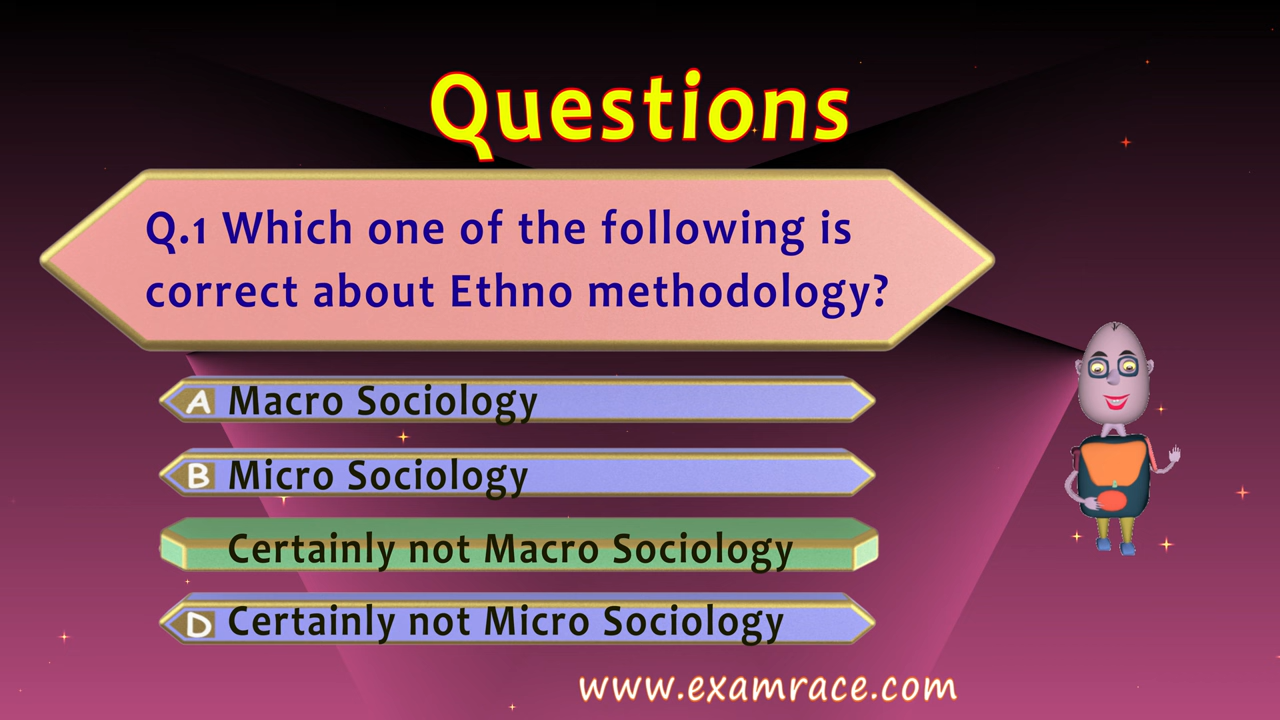 Questions
Q.1 Which one of the following is
correct about Ethno methodology?
A Macro Sociology
B Micro Sociology
Certainly not Macro Sociology
D Certainly not Micro Sociology
www.examrace.com